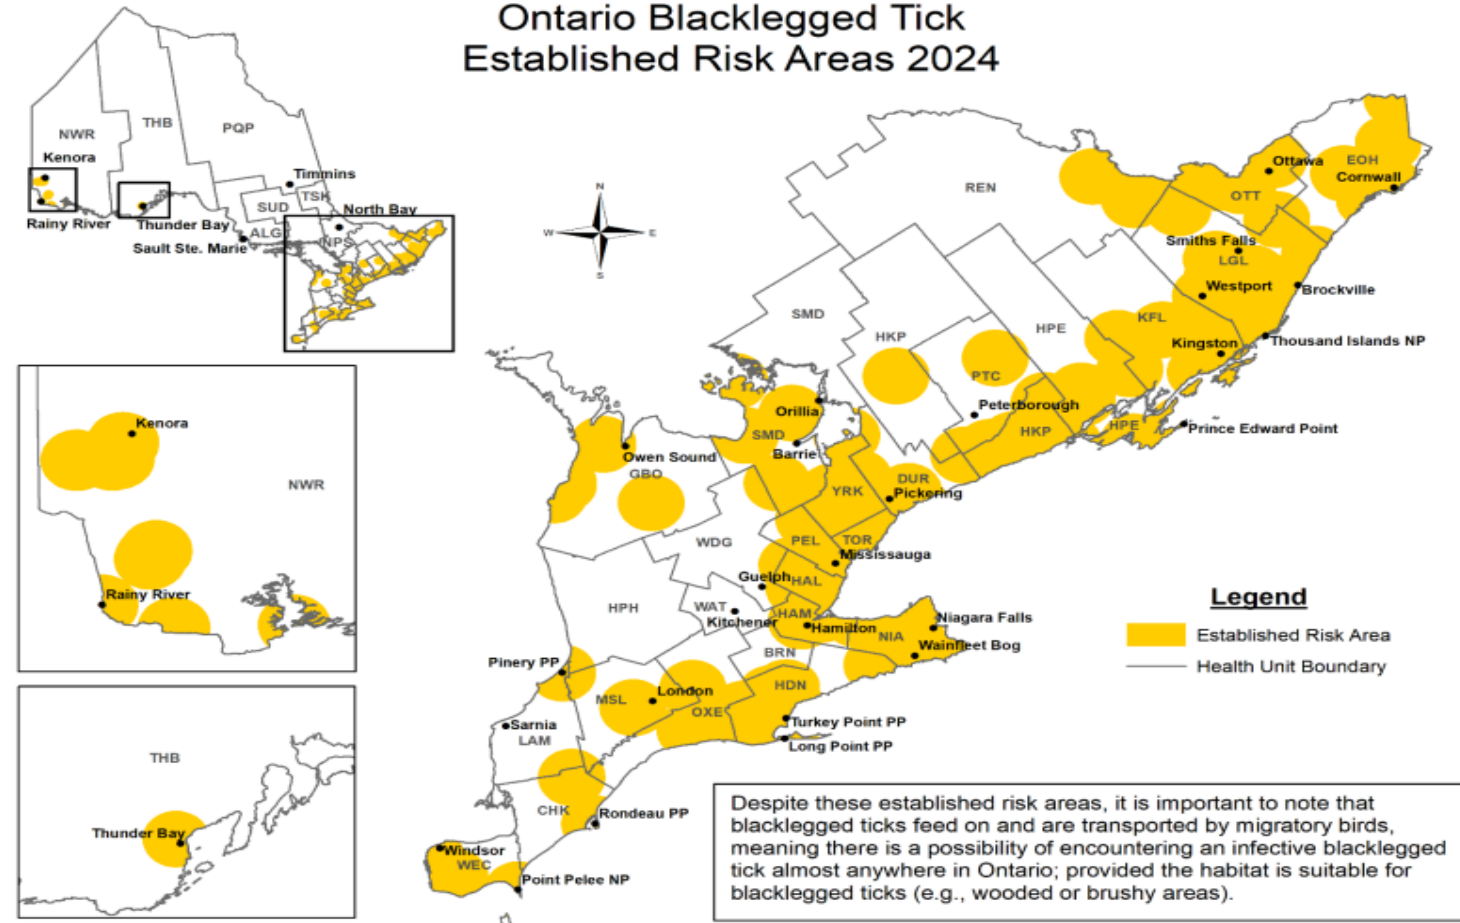 Ontario Blacklegged Tick
Established Risk Areas 2024
NWR
THB
PQP
Kenora
Timmins
TSK
SUD
North Bay
Rainy River
Thunder Bay
ALG
NPS
Sault Ste. Marie
N
W
E
S
Kenora
NWR
Rainy River
THB
Thunder Bay
REN
Ottawa
EOH
Cornwall
OTT
Smiths Falls
LGL
Westport
Brockville
SMD
KFL
HPE
HKP
Kingston
Thousand Islands NP
PTC
Orillia
Peterborough
SMD
HKP
HPE
Prince Edward Point
Barrie
Owen Sound
GBO
DUR
YRK
Pickering
WDG
PEL
TOR
Mississauga
Guelph
HAL
HPH
WAT
Kitchener
HAM
Hamilton
Niagara Falls
NIA
Wainfleet Bog
BRN
Pinery PP
HDN
MSL
London
OXE
Turkey Point PP
Sarnia
LAM
Long Point PP
CHK
Rondeau PP
Windsor
WEC
Point Pelee NP
Legend
Established Risk Area
Health Unit Boundary
Despite these established risk areas, it is important to note that
blacklegged ticks feed on and are transported by migratory birds,
meaning there is a possibility of encountering an infective blacklegged
tick almost anywhere in Ontario; provided the habitat is suitable for
blacklegged ticks (e.g., wooded or brushy areas).